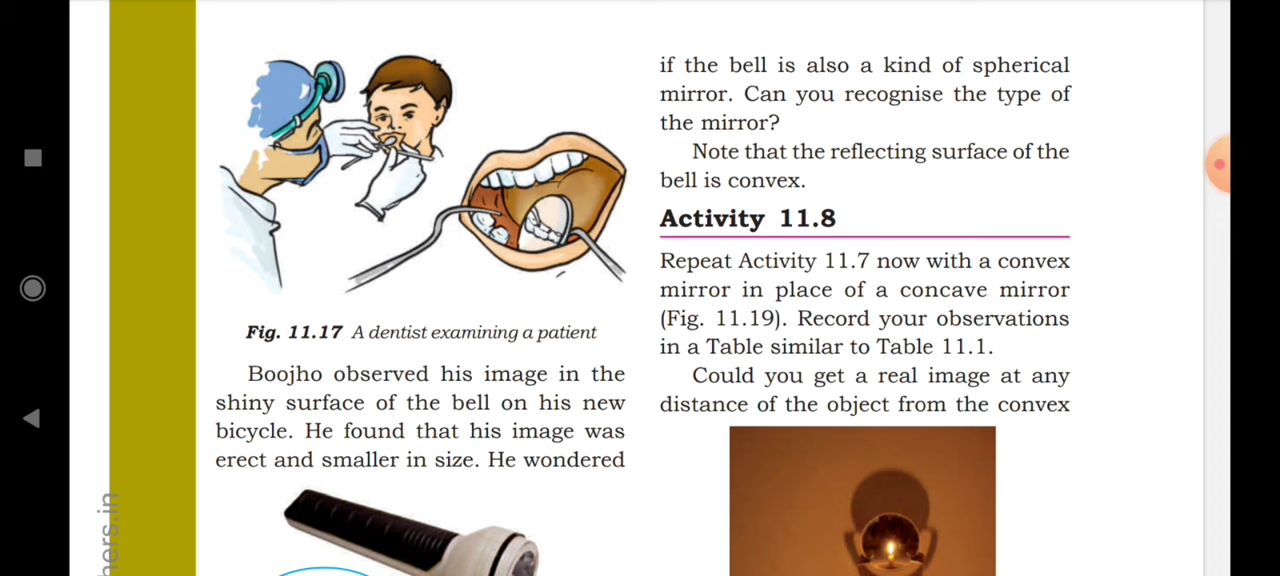 Fig. 11.17 A dentist examining a patient
Boojho observed his image in the
shiny surface of the bell on his new
bicycle. He found that his image was
erect and smaller in size. He wondered
if the bell is also a kind of spherical
mirror. Can you recognise the type of
the mirror?
Note that the reflecting surface of the
bell is convex.
Activity 11.8
Repeat Activity 11.7 now with a convex
mirror in place of a concave mirror
(Fig. 11.19). Record your observations
in a Table similar to Table 11.1.
Could you get a real image at any
distance of the object from the convex
hers.in